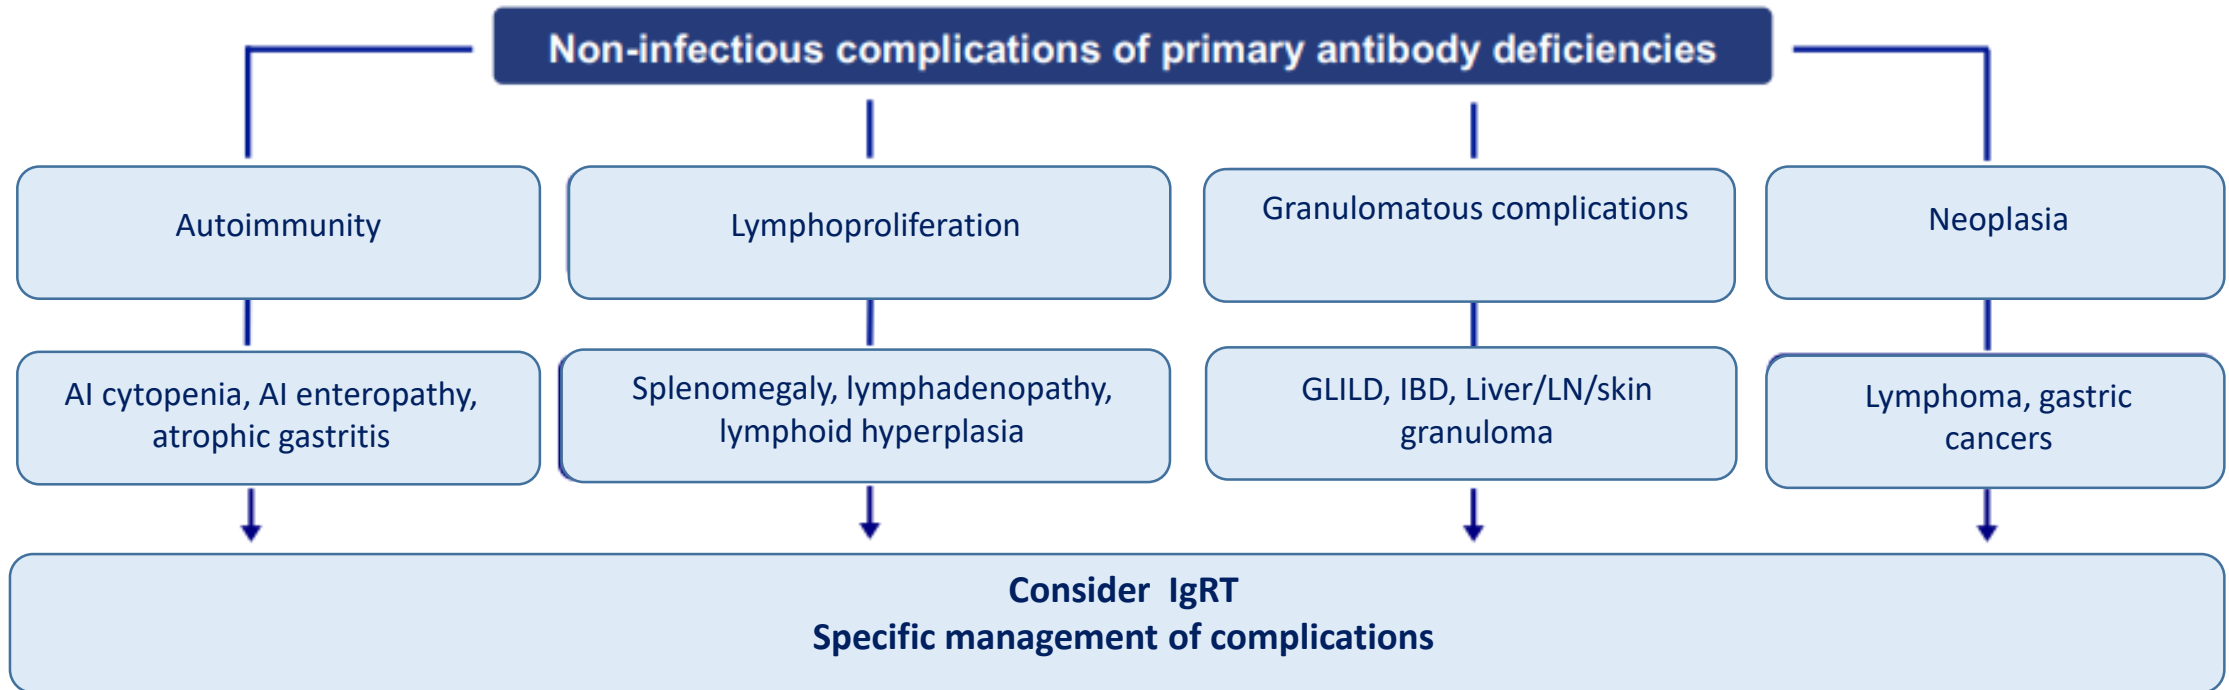 Non-infectious complications of primary antibody deficiencies
Autoimmunity
Lymphoproliferation
Granulomatous complications
Neoplasia
AI cytopenia, AI enteropathy,
atrophic gastritis
Splenomegaly, lymphadenopathy,
lymphoid hyperplasia
GLILD, IBD, Liver/LN/skin
granuloma
Lymphoma, gastric
cancers
Consider IgRT
Specific management of complications